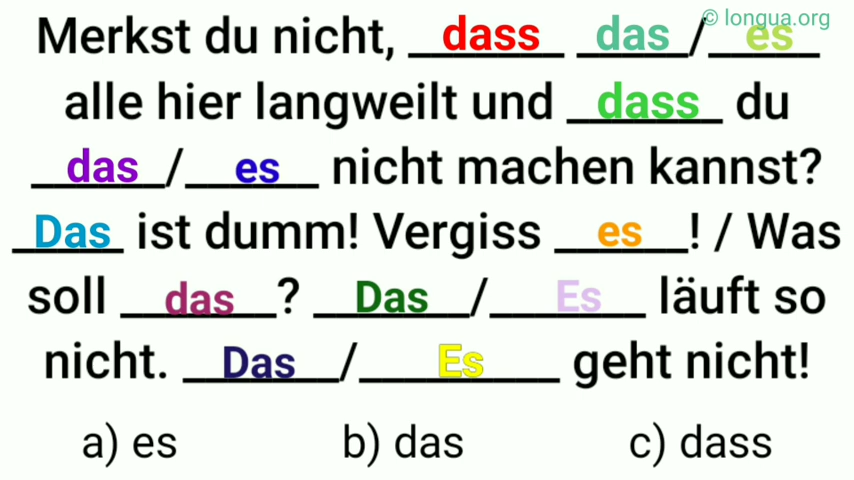 © longua.org
Merkst du nicht, dass das/es
alle hier langweilt und dass du
das/es nicht machen kannst?
Das ist dumm! Vergiss es! / Was
soll das? Das/Es läuft so
nicht. Das/Es geht nicht!
a) es b) das c) dass